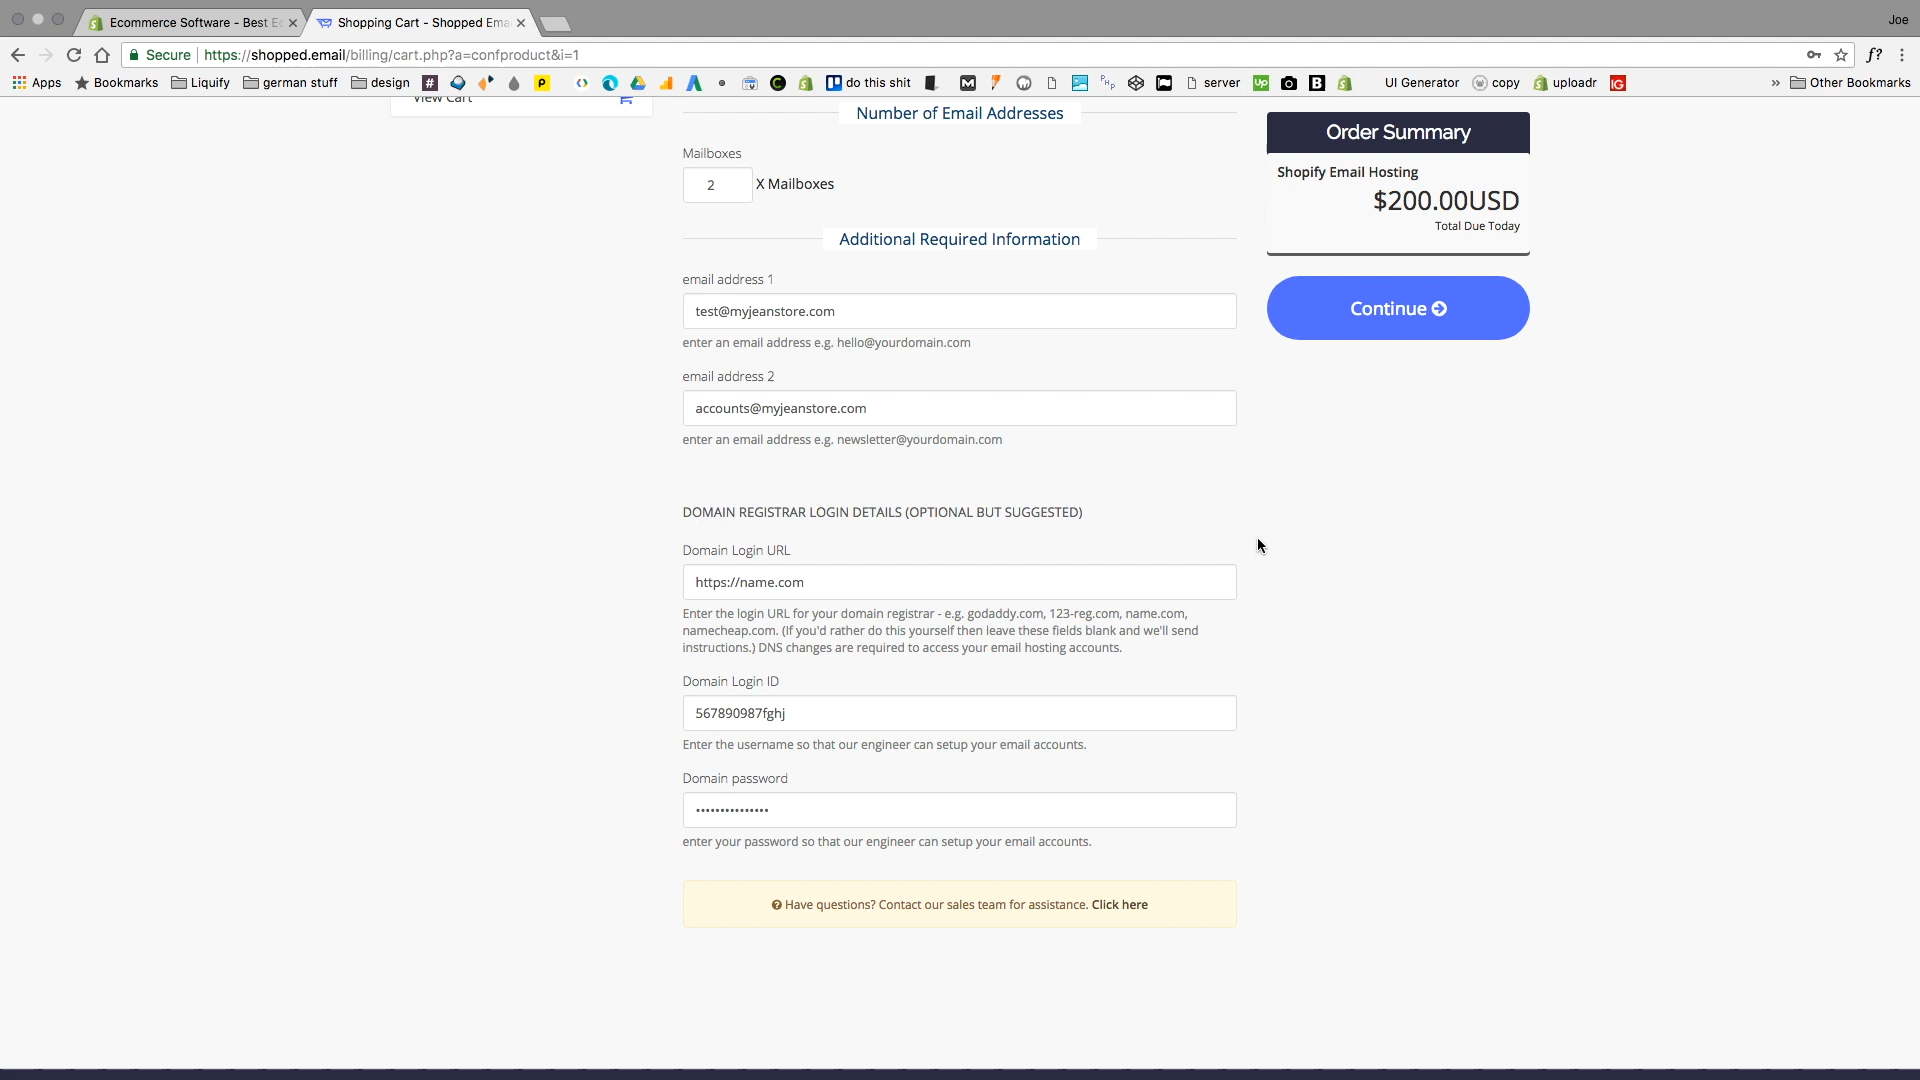 Ecommerce Software - Best Ec
Shopping Cart - Shopped Emai
Joe
Secure https://shopped.email/billing/cart.php?a=confproduct&i=1
f?
Apps Bookmarks Liquify german stuff design do this shit server UI Generator copy uploadr » Other Bookmarks
View Cart
Number of Email Addresses
Mailboxes
2 X Mailboxes
Additional Required Information
email address 1
test@myjeanstore.com
enter an email address e.g. hello@yourdomain.com
email address 2
accounts@myjeanstore.com
enter an email address e.g. newsletter@yourdomain.com
DOMAIN REGISTRAR LOGIN DETAILS (OPTIONAL BUT SUGGESTED)
Domain Login URL
https://name.com
Enter the login URL for your domain registrar - e.g. godaddy.com, 123-reg.com, name.com,
namecheap.com. (If you'd rather do this yourself then leave these fields blank and we'll send
instructions.) DNS changes are required to access your email hosting accounts.
Domain Login ID
567890987fghj
Enter the username so that our engineer can setup your email accounts.
Domain password
•••••••••••••••
enter your password so that our engineer can setup your email accounts.
Have questions? Contact our sales team for assistance. Click here
Order Summary
Shopify Email Hosting
$200.00USD
Total Due Today
Continue